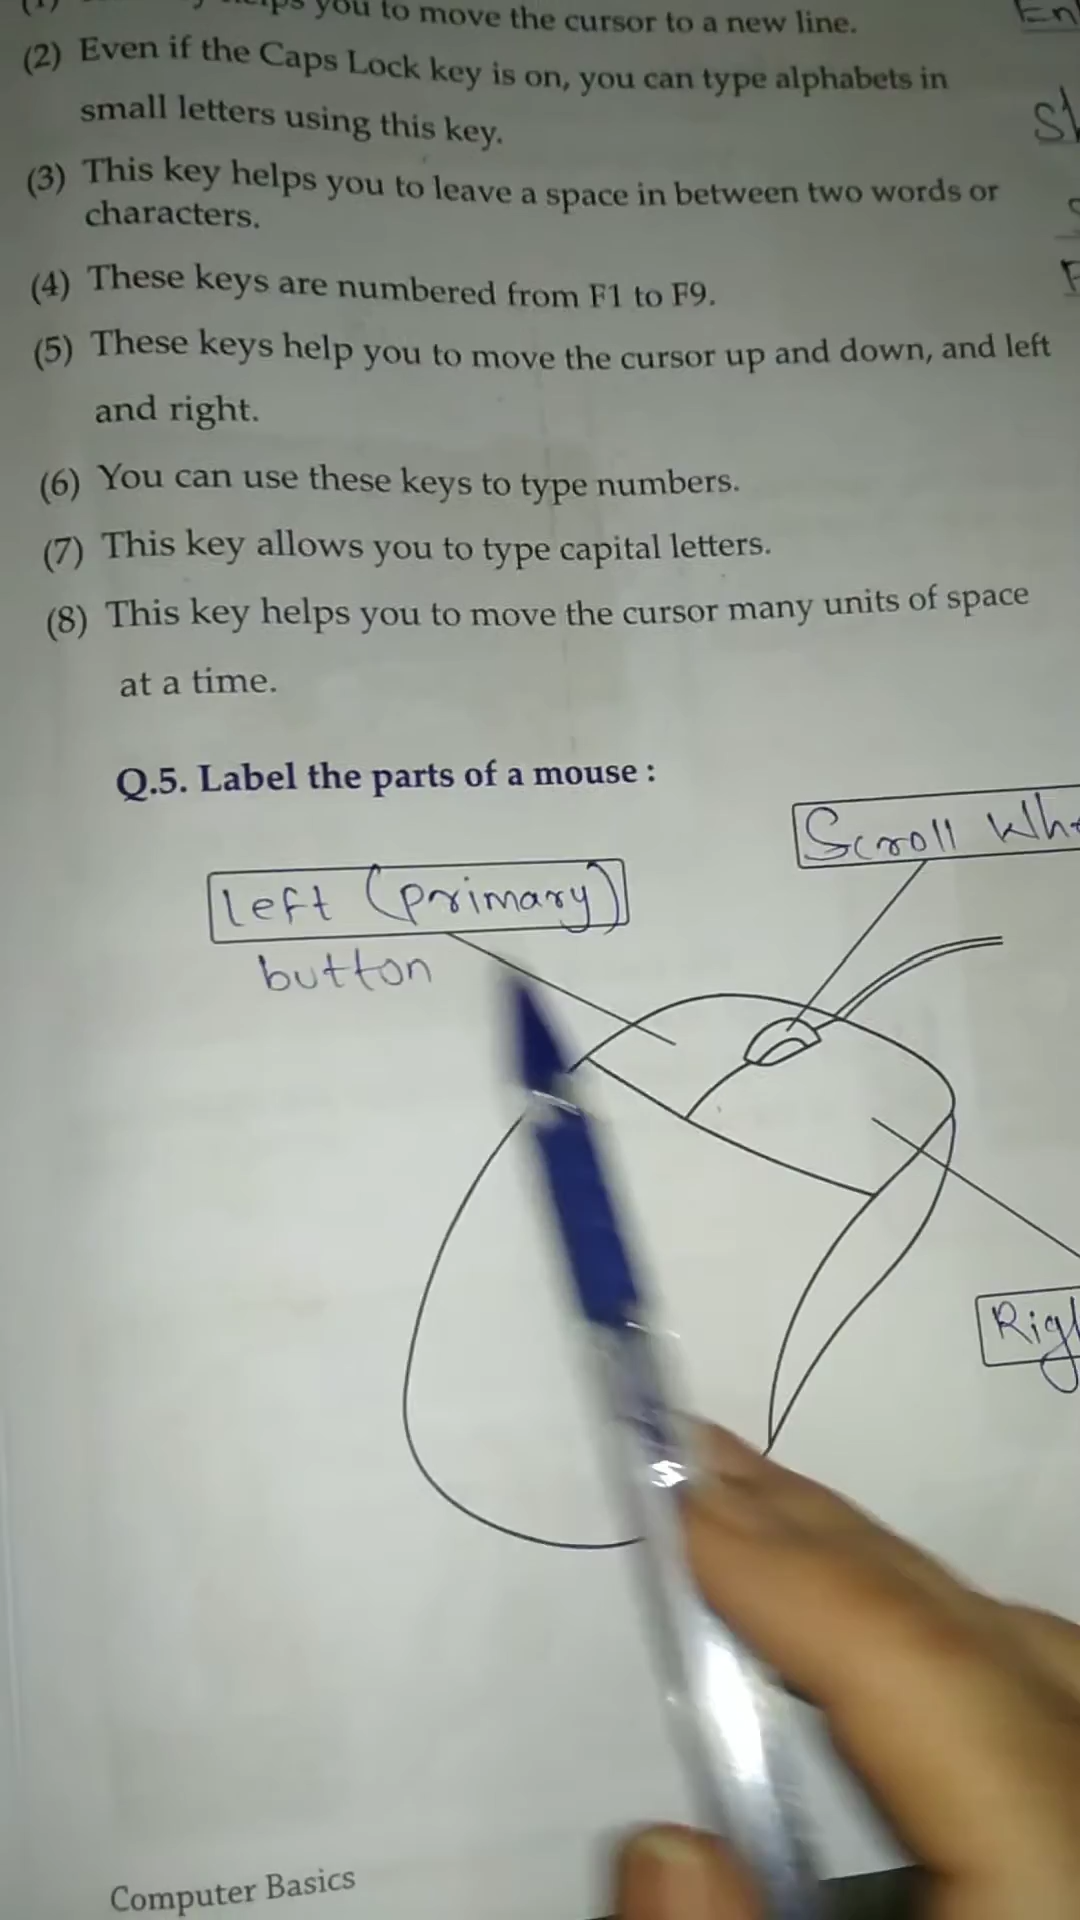 you to move the cursor to a new line.
(2) Even if the Caps Lock key is on, you can type alphabets in
small letters using this key.
(3) This key helps you to leave a space in between two words or
characters.
(4) These keys are numbered from F1 to F9.
(5) These keys help you to move the cursor up and down, and left
and right.
(6) You can use these keys to type numbers.
(7) This key allows you to type capital letters.
(8) This key helps you to move the cursor many units of space
at a time.
Q.5. Label the parts of a mouse :
Scroll
left (primary)
button
Computer Basics